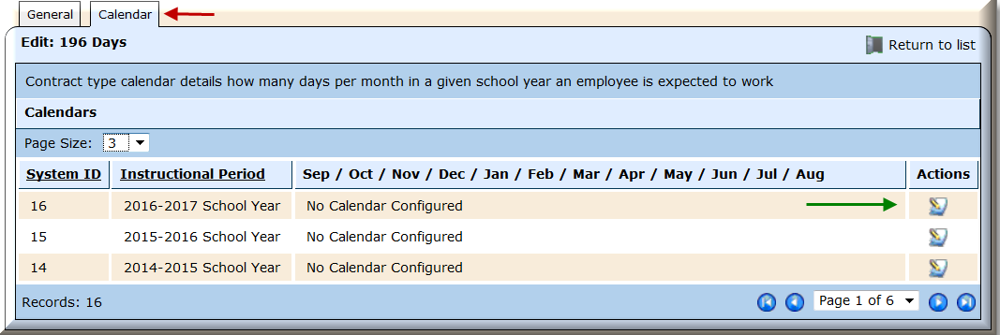 General Calendar
Edit: 196 Days Return to list
Contract type calendar details how many days per month in a given school year an employee is expected to work
Calendars
Page Size: 3
System ID Instructional Period Sep / Oct / Nov / Dec / Jan / Feb / Mar / Apr / May / Jun / Jul / Aug Actions
16 2016-2017 School Year No Calendar Configured
15 2015-2016 School Year No Calendar Configured
14 2014-2015 School Year No Calendar Configured
Records: 16 Page 1 of 6